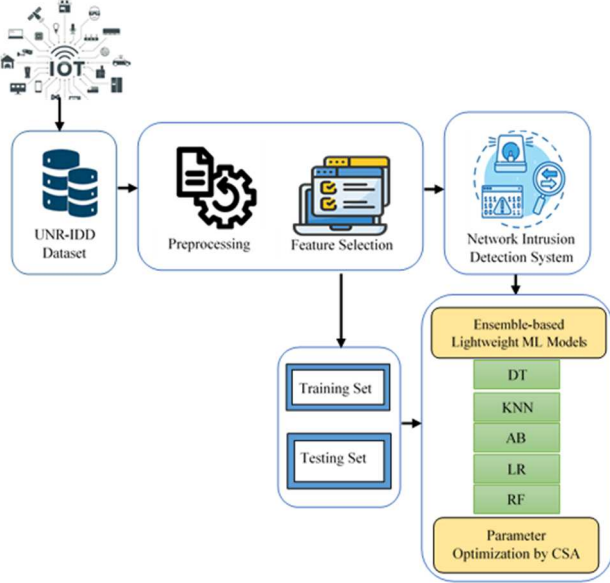 IOT
UNR-IDD
Dataset
Preprocessing
Feature Selection
Network Intrusion
Detection System
Training Set
Testing Set
Ensemble-based
Lightweight ML Models
DT
KNN
AB
LR
RF
Parameter
Optimization by CSA